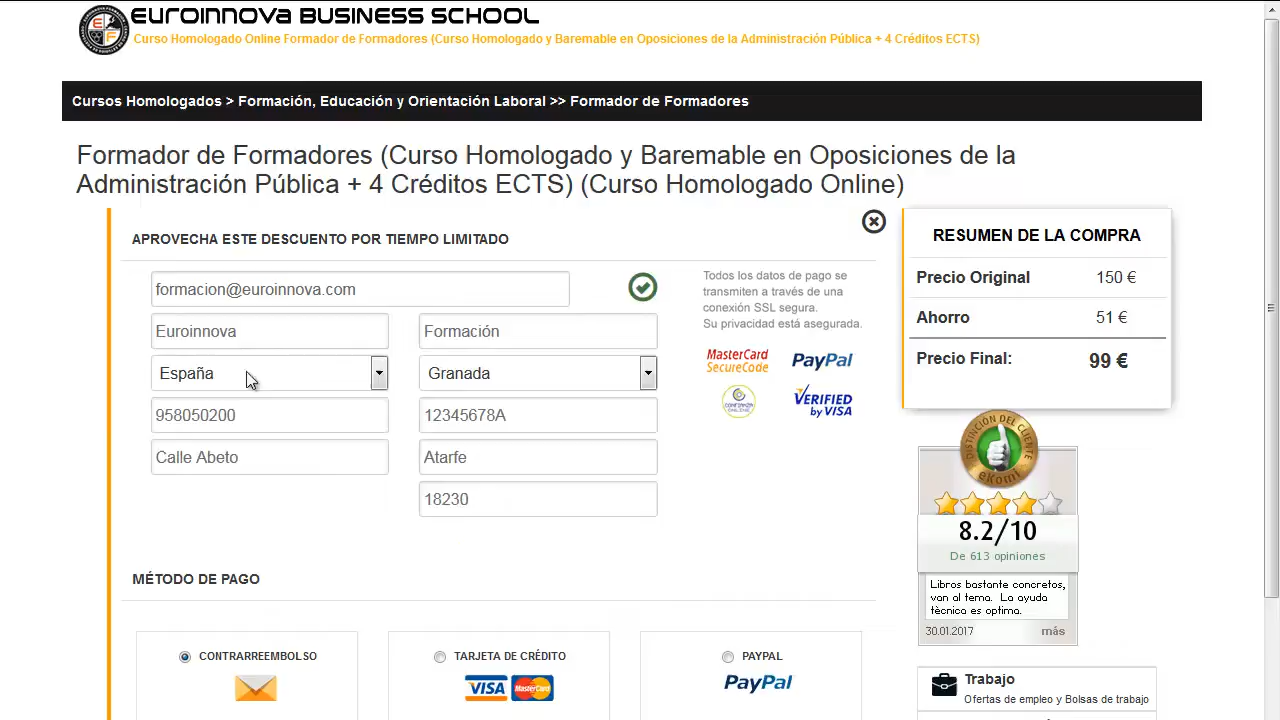 EUROINNOVA BUSINESS SCHOOL
Curso Homologado Online Formador de Formadores (Curso Homologado y Baremable en Oposiciones de la Administración Pública + 4 Créditos ECTS)
Cursos Homologados > Formación, Educación y Orientación Laboral >> Formador de Formadores
Formador de Formadores (Curso Homologado y Baremable en Oposiciones de la
Administración Pública + 4 Créditos ECTS) (Curso Homologado Online)
APROVECHA ESTE DESCUENTO POR TIEMPO LIMITADO
formacion@euroinnova.com
Euroinnova
Formación
España
Granada
958050200
12345678A
Calle Abeto
Atarfe
18230
Todos los datos de pago se
transmiten a través de una
conexión SSL segura.
Su privacidad está asegurada.
MasterCard
SecureCode
PayPal
CONFIANZA
ONLINE
VERIFIED
by VISA
MÉTODO DE PAGO
CONTRARREEMBOLSO
TARJETA DE CRÉDITO
VISA
MasterCard
PAYPAL
PayPal
RESUMEN DE LA COMPRA
Precio Original 150 €
Ahorro 51 €
Precio Final: 99 €
DISTINCIÓN DEL CLIENTE
eKomi
8.2/10
De 613 opiniones
Libros bastante concretos,
van al tema. La ayuda
tècnica es optima.
30.01.2017 más
Trabajo
Ofertas de empleo y Bolsas de trabajo